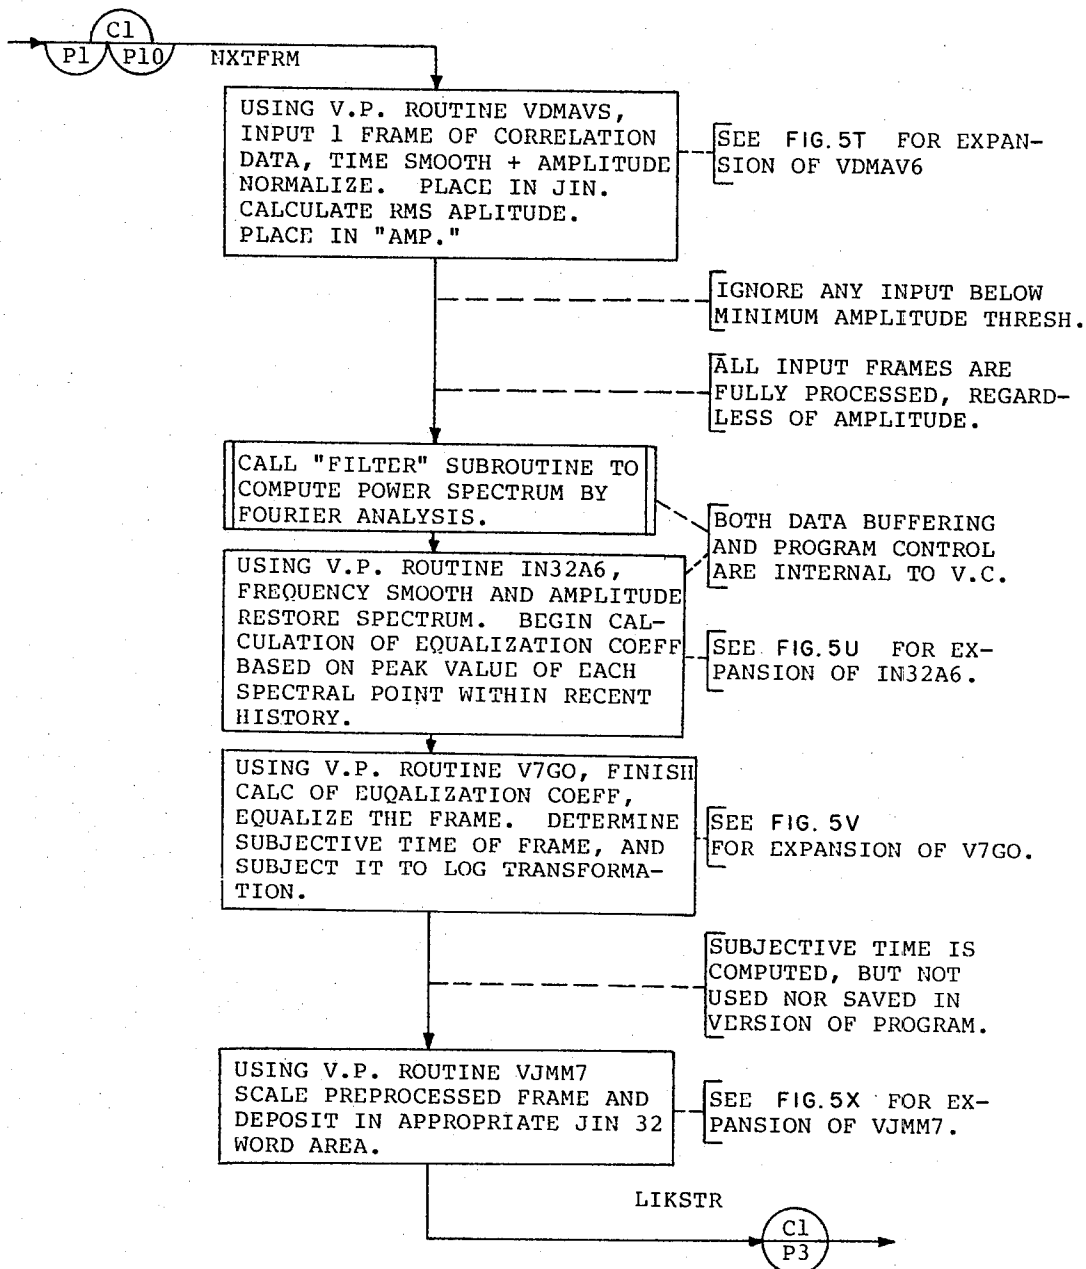 C1
P1 P10 NXTFRM
USING V.P. ROUTINE VDMAVS,
INPUT 1 FRAME OF CORRELATION
DATA, TIME SMOOTH + AMPLITUDE
NORMALIZE. PLACE IN JIN.
CALCULATE RMS APLITUDE.
PLACE IN "AMP."
SEE FIG. 5T FOR EXPAN-
SION OF VDMAV6
IGNORE ANY INPUT BELOW
MINIMUM AMPLITUDE THRESH.
ALL INPUT FRAMES ARE
FULLY PROCESSED, REGARD-
LESS OF AMPLITUDE.
CALL "FILTER" SUBROUTINE TO
COMPUTE POWER SPECTRUM BY
FOURIER ANALYSIS.
BOTH DATA BUFFERING
AND PROGRAM CONTROL
ARE INTERNAL TO V.C.
USING V.P. ROUTINE IN32A6,
FREQUENCY SMOOTH AND AMPLITUDE
RESTORE SPECTRUM. BEGIN CAL-
CULATION OF EQUALIZATION COEFF
BASED ON PEAK VALUE OF EACH
SPECTRAL POINT WITHIN RECENT
HISTORY.
SEE FIG. 5U FOR EX-
PANSION OF IN32A6.
USING V.P. ROUTINE V7GO, FINISH
CALC OF EUQALIZATION COEFF,
EQUALIZE THE FRAME. DETERMINE
SUBJECTIVE TIME OF FRAME, AND
SUBJECT IT TO LOG TRANSFORMA-
TION.
SEE FIG. 5V
FOR EXPANSION OF V7GO.
SUBJECTIVE TIME IS
COMPUTED, BUT NOT
USED NOR SAVED IN
VERSION OF PROGRAM.
USING V.P. ROUTINE VJMM7
SCALE PREPROCESSED FRAME AND
DEPOSIT IN APPROPRIATE JIN 32
WORD AREA.
SEE FIG. 5X FOR EX-
PANSION OF VJMM7.
LIKSTR
C1
P3